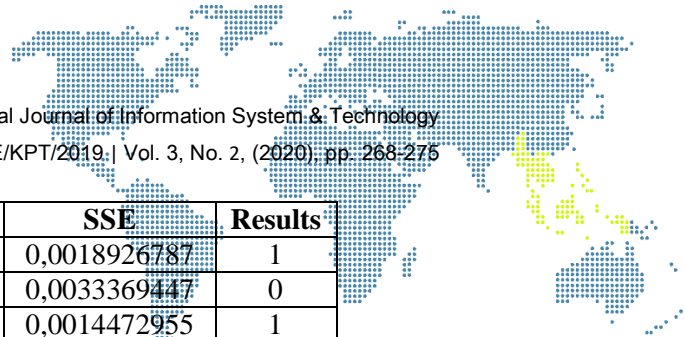 al Journal of Information System & Technology
E/KPT/2019 | Vol. 3, No. 2, (2020), pp. 268-275
SSE Results
0,0018926787 1
0,0033369447 0
0,0014472955 1